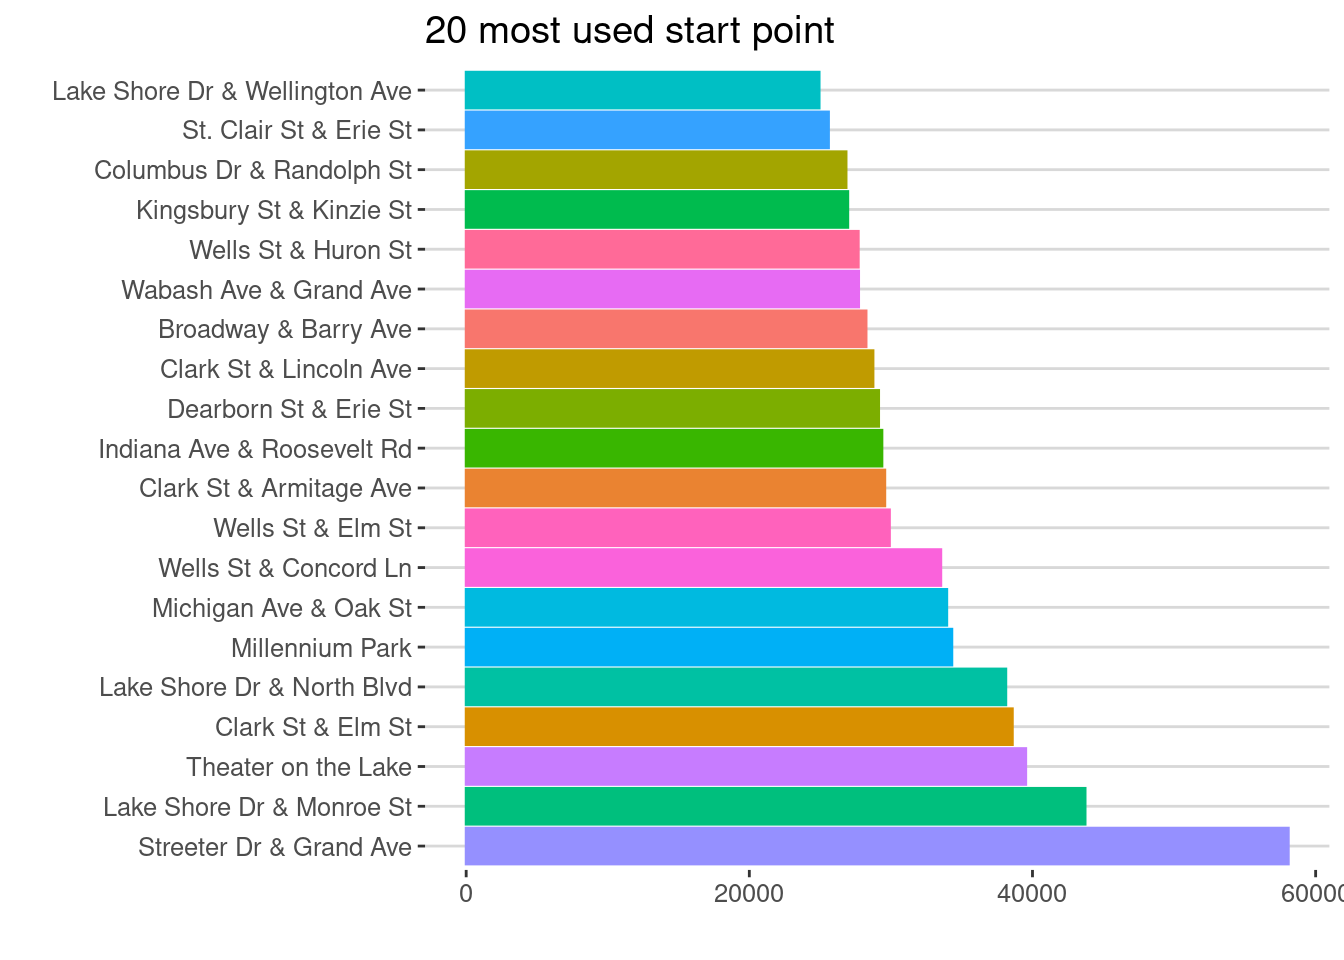 20 most used start point
Lake Shore Dr & Wellington Ave
St. Clair St & Erie St
Columbus Dr & Randolph St
Kingsbury St & Kinzie St
Wells St & Huron St
Wabash Ave & Grand Ave
Broadway & Barry Ave
Clark St & Lincoln Ave
Dearborn St & Erie St
Indiana Ave & Roosevelt Rd
Clark St & Armitage Ave
Wells St & Elm St
Wells St & Concord Ln
Michigan Ave & Oak St
Millennium Park
Lake Shore Dr & North Blvd
Clark St & Elm St
Theater on the Lake
Lake Shore Dr & Monroe St
Streeter Dr & Grand Ave
0 20000 40000 60000